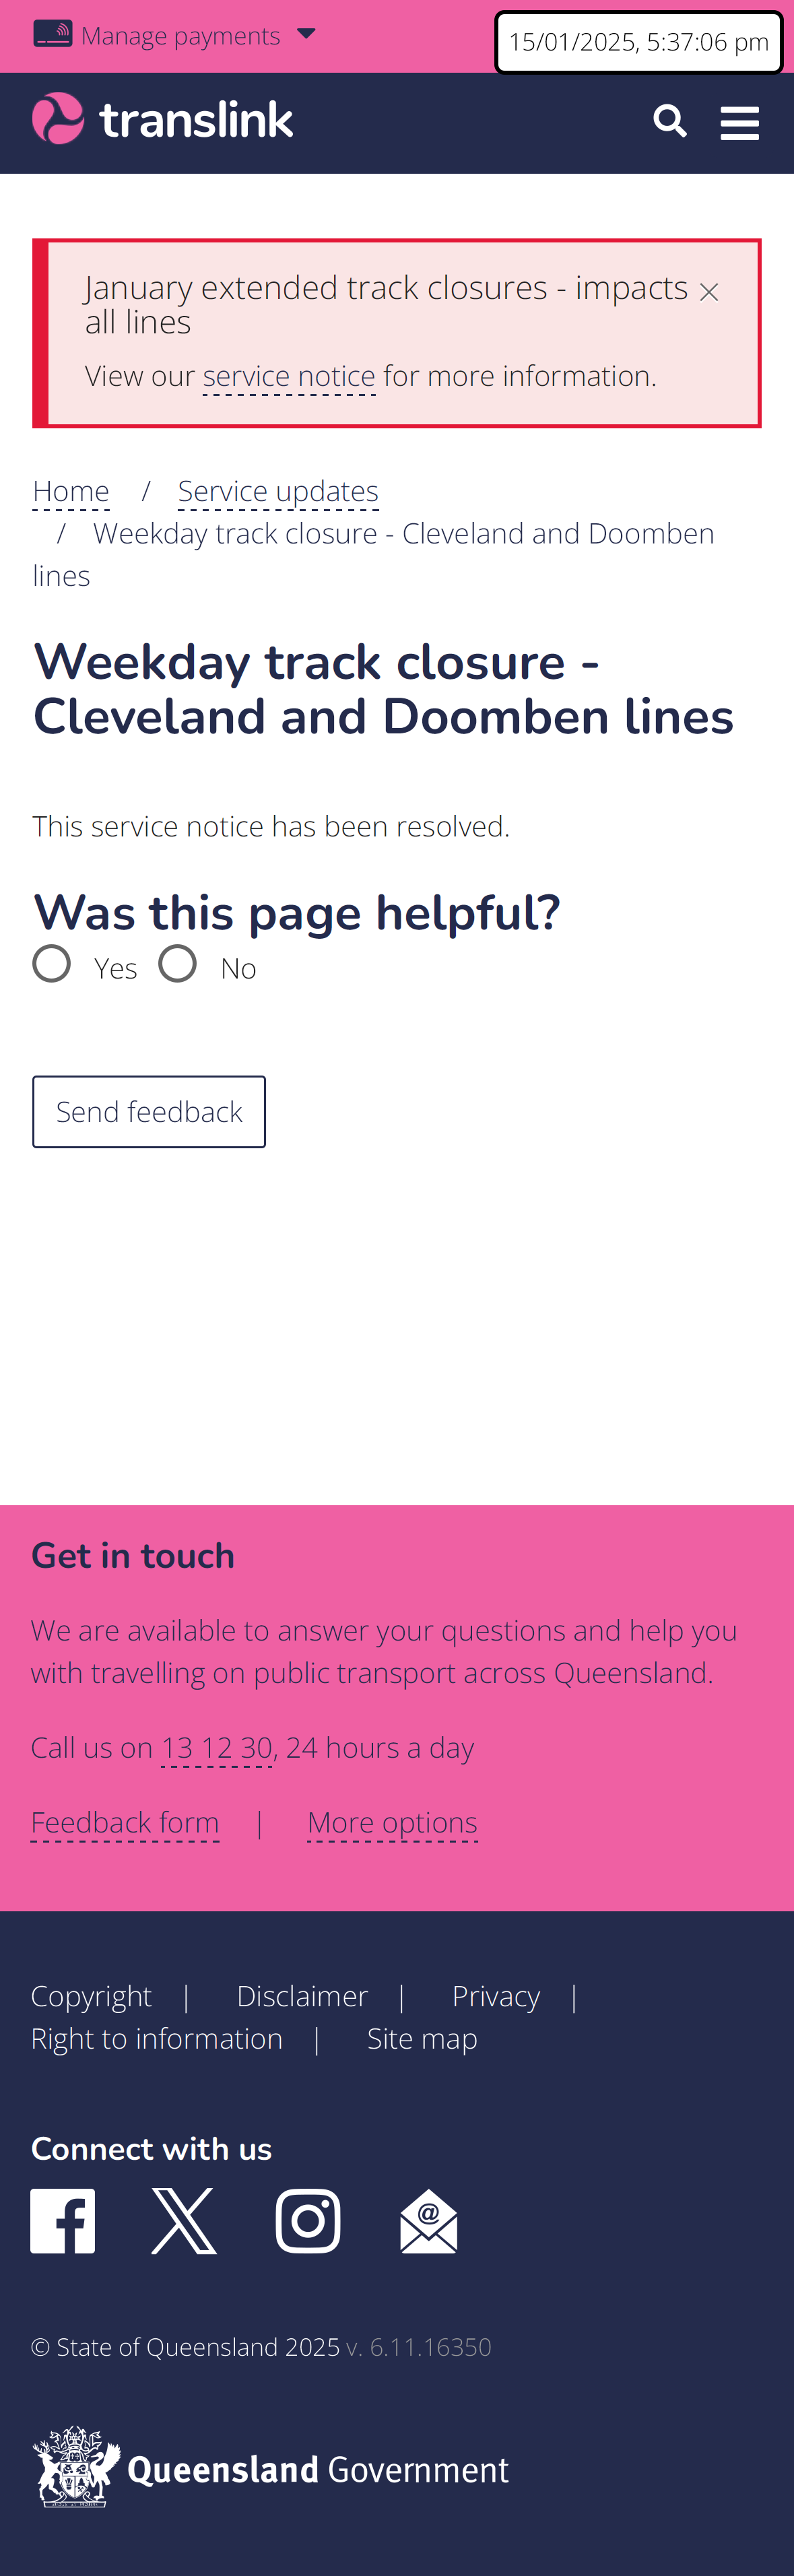 Manage payments
15/01/2025, 5:37:06 pm
translink
January extended track closures - impacts
all lines
View our service notice for more information.
Home / Service updates
/ Weekday track closure - Cleveland and Doomben
lines
Weekday track closure -
Cleveland and Doomben lines
This service notice has been resolved.
Was this page helpful?
Yes No
Send feedback
Get in touch
We are available to answer your questions and help you
with travelling on public transport across Queensland.
Call us on 13 12 30, 24 hours a day
Feedback form | More options
Copyright | Disclaimer | Privacy |
Right to information | Site map
Connect with us
@
© State of Queensland 2025 v. 6.11.16350
Queensland Government